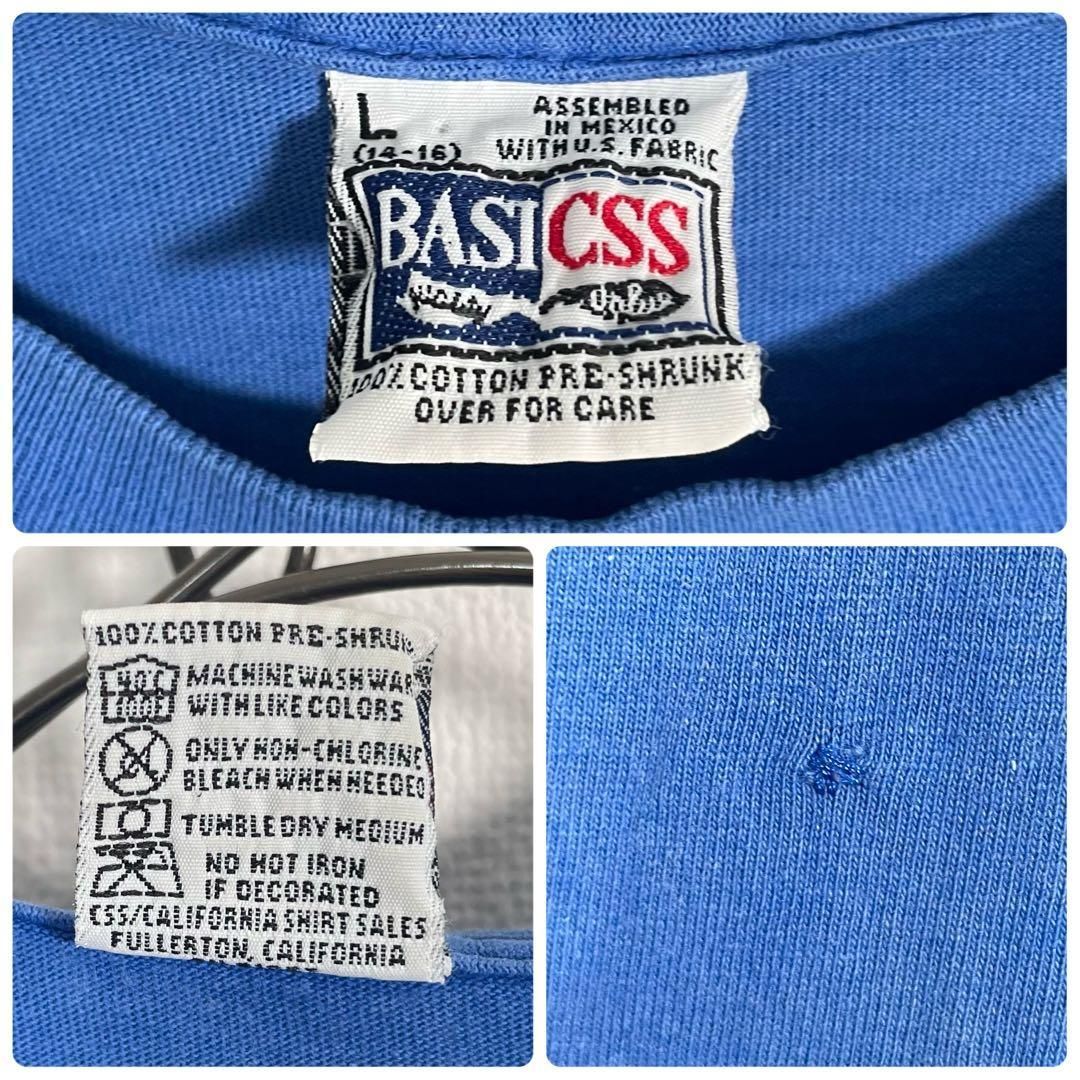 L
(14-16)
ASSEMBLED
IN MEXICO
WITH U.S. FABRIC
BASICSS
100% COTTON PRE-SHRUNK
OVER FOR CARE
100% COTTON PRE-SHRUN
MACHINE WASH WAR
WITH LIKE COLORS
ONLY NON-CHLORINE
BLEACH WHEN NEEDED
TUMBLE DRY MEDIUM
NO HOT IRON
IF DECORATED
CSS/CALIFORNIA SHIRT SALES
FULLERTON, CALIFORNIA